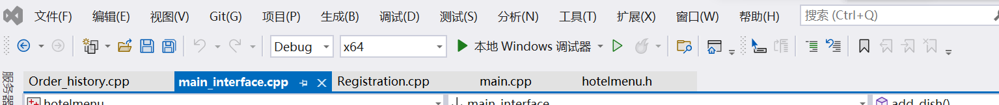 文件(F) 编辑(E) 视图(V) Git(G) 项目(P) 生成(B) 调试(D) 测试(S) 分析(N) 工具(T) 扩展(X) 窗口(W) 帮助(H) 搜索 (Ctrl+Q)
Debug x64 本地 Windows 调试器
服务器
Order_history.cpp main_interface.cpp Registration.cpp main.cpp hotelmenu.h
hotelmenu main_interface add_dish()